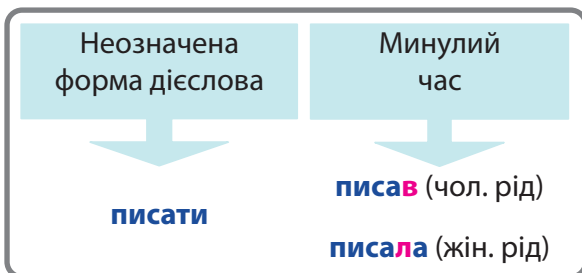 Неозначена
форма дієслова
Минулий
час
писати
писав (чол. рід)
писала (жін. рід)